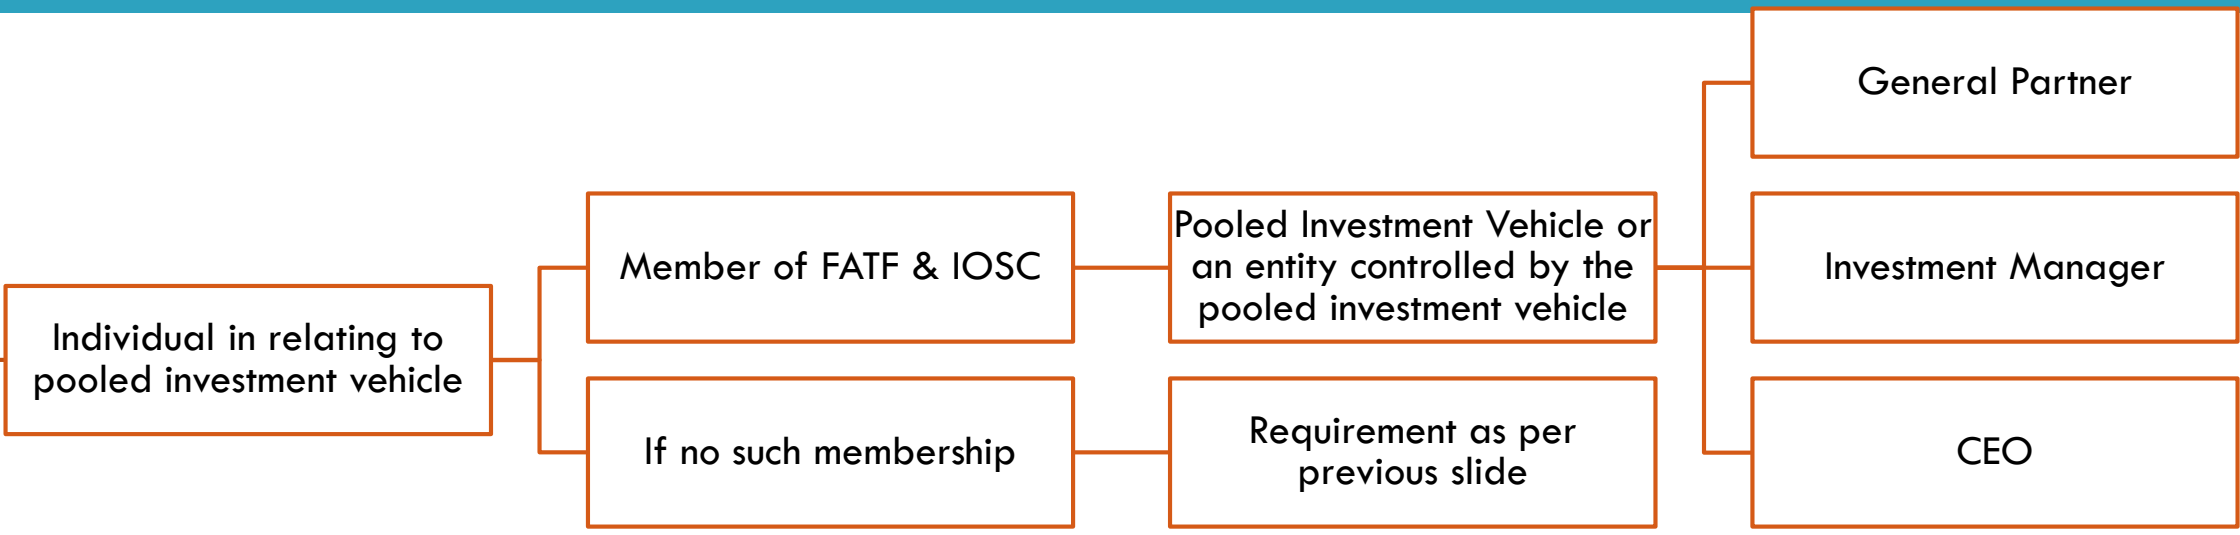 Individual in relating to
pooled investment vehicle
Member of FATF & IOSC
Pooled Investment Vehicle or
an entity controlled by the
pooled investment vehicle
General Partner
Investment Manager
CEO
If no such membership
Requirement as per
previous slide